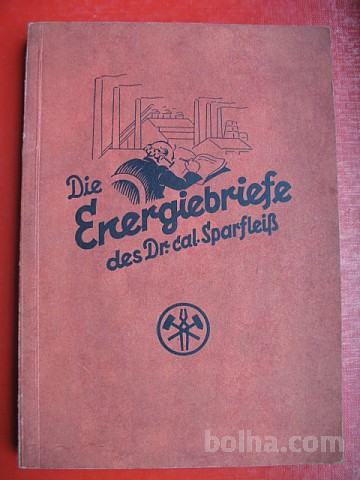 Die
Energiebriefe
des Dr. cal. Sparfleiß
bolha.com